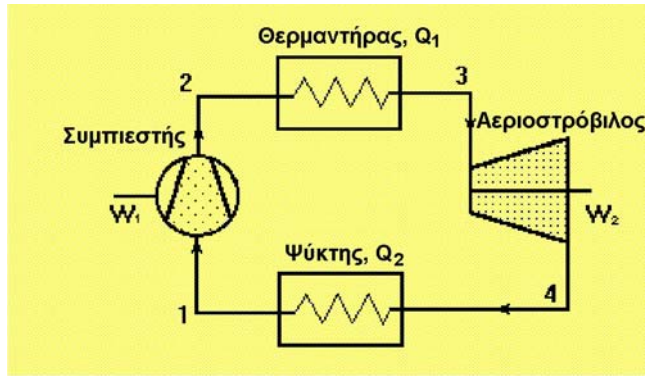 Θερμαντήρας, Q1
2
3
Συμπιεστής
Αεριοστρόβιλος
W1
W2
Ψύκτης, Q2
1
4